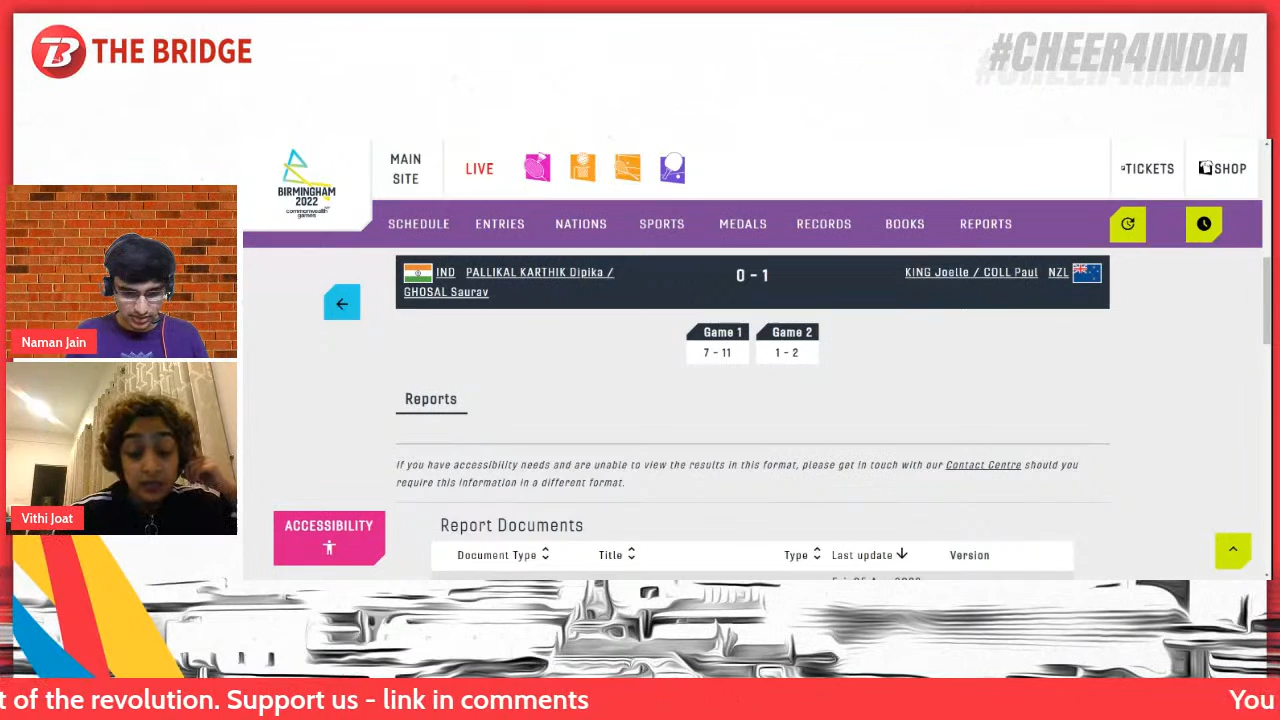 THE BRIDGE
#CHEER4INDIA
BIRMINGHAM
2022
commonwealth
games
MAIN
SITE
LIVE
TICKETS
SHOP
SCHEDULE ENTRIES NATIONS SPORTS MEDALS RECORDS BOOKS REPORTS
IND PALLIKAL KARTHIK Dipika /
GHOSAL Saurav
0 - 1
KING Joelle / COLL Paul NZL
Game 1 Game 2
7 - 11 1 - 2
Reports
If you have accessibility needs and are unable to view the results in this format, please get in touch with our Contact Centre should you
require this information in a different format.
ACCESSIBILITY
Report Documents
Document Type Title Type Last update Version
Naman Jain
Vithi Joat
t of the revolution. Support us - link in comments
You